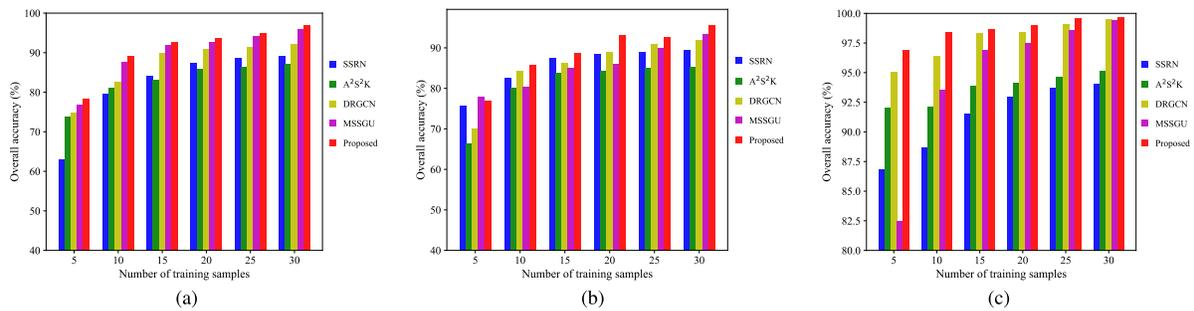 100
90
80
70
60
50
40
Overall accuracy (%)
5 10 15 20 25 30
Number of training samples
SSRN
A²S²K
DRGCN
MSSGU
Proposed
(a)
90
80
70
60
50
40
Overall accuracy (%)
5 10 15 20 25 30
Number of training samples
SSRN
A²S²K
DRGCN
MSSGU
Proposed
(b)
100.0
97.5
95.0
92.5
90.0
87.5
85.0
82.5
80.0
Overall accuracy (%)
5 10 15 20 25 30
Number of training samples
SSRN
A²S²K
DRGCN
MSSGU
Proposed
(c)